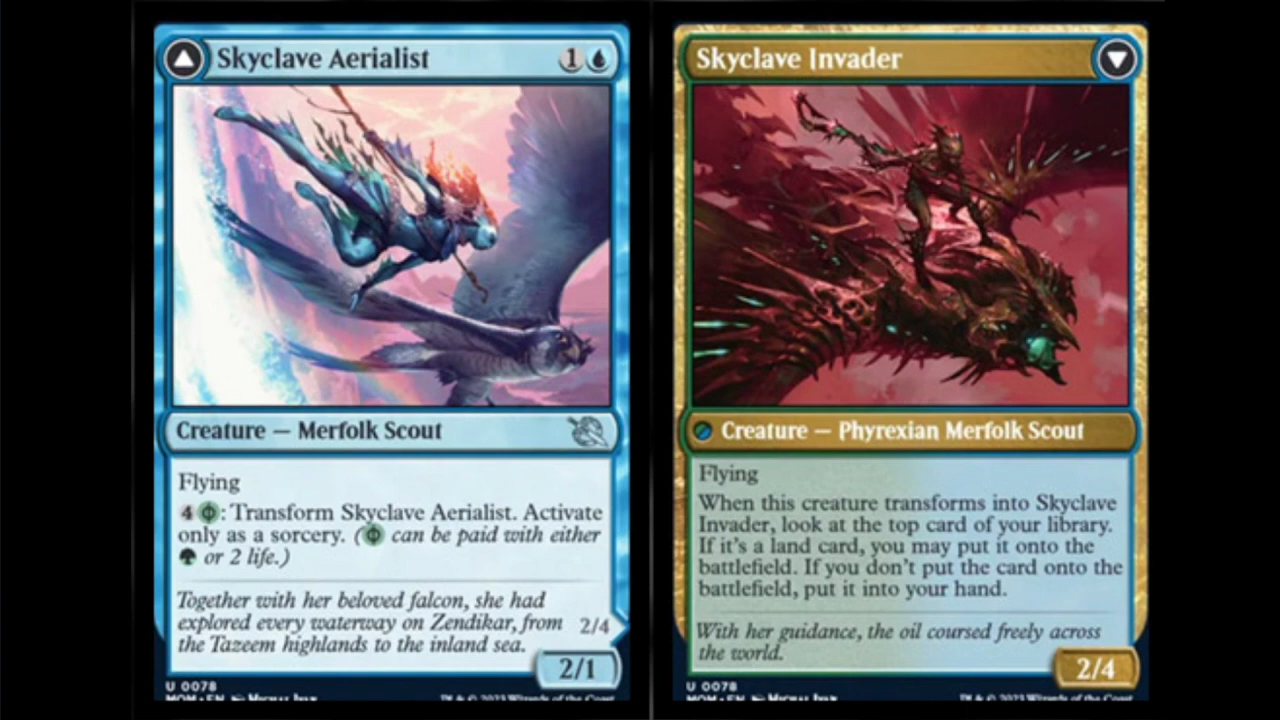 Skyclave Aerialist
1
Creature — Merfolk Scout
Flying
4 : Transform Skyclave Aerialist. Activate
only as a sorcery. ( can be paid with either
or 2 life.)
Together with her beloved falcon, she had
explored every waterway on Zendikar, from
the Tazeem highlands to the inland sea.
2/4
2/1
U 0078
MOM • EN
Skyclave Invader
Creature — Phyrexian Merfolk Scout
Flying
When this creature transforms into Skyclave
Invader, look at the top card of your library.
If it's a land card, you may put it onto the
battlefield. If you don't put the card onto the
battlefield, put it into your hand.
With her guidance, the oil coursed freely across
the world.
2/4
U 0078
MOM • EN